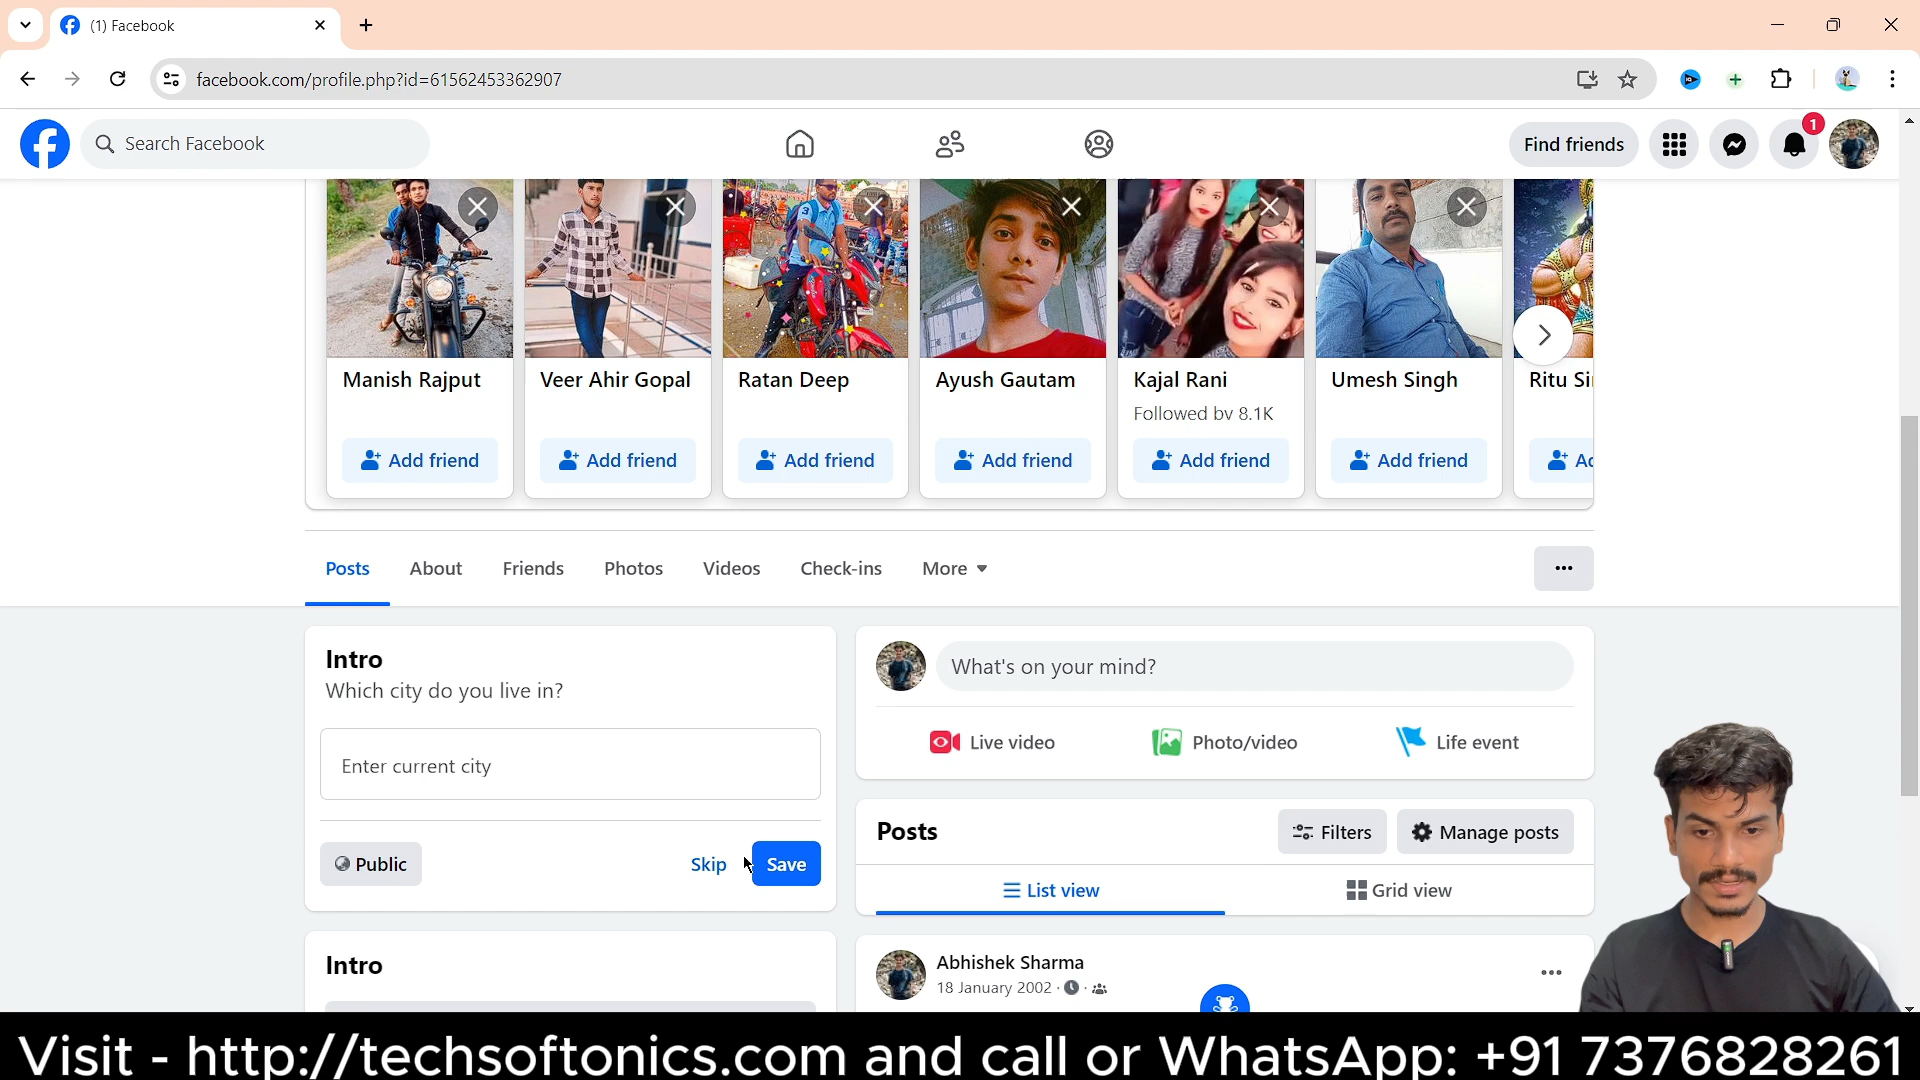 (1) Facebook
facebook.com/profile.php?id=61562453362907
Search Facebook
Find friends
1
Manish Rajput
Veer Ahir Gopal
Ratan Deep
Ayush Gautam
Kajal Rani
Umesh Singh
Ritu Si
Followed by 8.1K
Add friend
Add friend
Add friend
Add friend
Add friend
Add friend
Posts
About
Friends
Photos
Videos
Check-ins
More
Intro
Which city do you live in?
Enter current city
Public
Skip
Save
What's on your mind?
Live video
Photo/video
Life event
Posts
Filters
Manage posts
List view
Grid view
Intro
Abhishek Sharma
18 January 2002
Visit - http://techsoftonics.com and call or WhatsApp: +91 7376828261